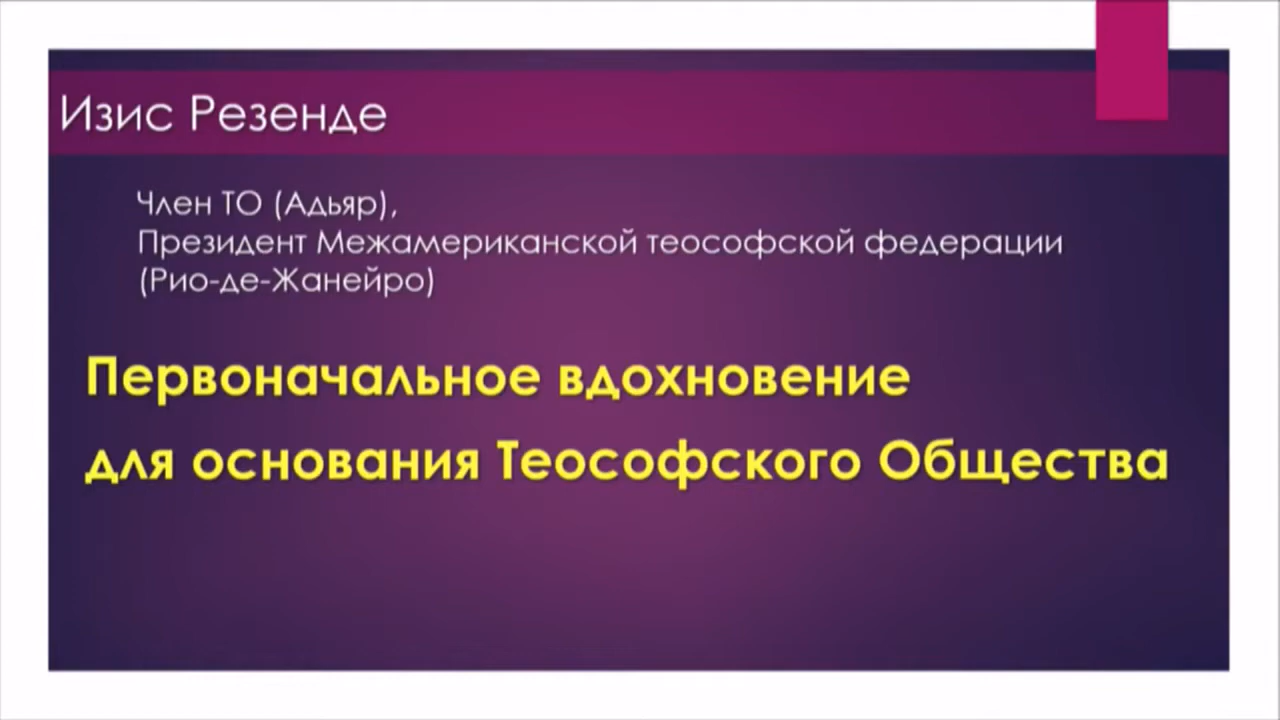 Изис Резенде
Член ТО (Адьяр),
Президент Межамериканской теософской федерации
(Рио-де-Жанейро)
Первоначальное вдохновение
для основания Теософского Общества